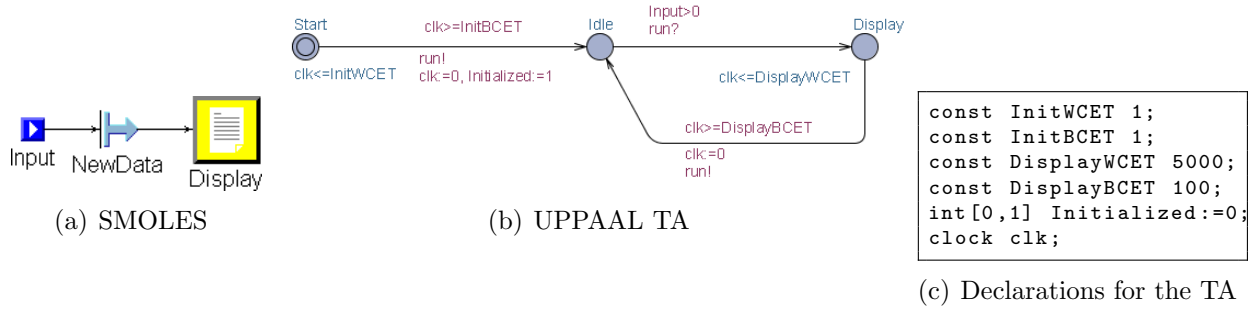 Input
NewData
Display
(a) SMOLES
Start
clk<=InitWCET
clk>=InitBCET
run!
clk:=0, Initialized:=1
Idle
Input>0
run?
Display
clk<=DisplayWCET
clk>=DisplayBCET
clk:=0
run!
(b) UPPAAL TA
const InitWCET 1;
const InitBCET 1;
const DisplayWCET 5000;
const DisplayBCET 100;
int[0,1] Initialized:=0;
clock clk;
(c) Declarations for the TA